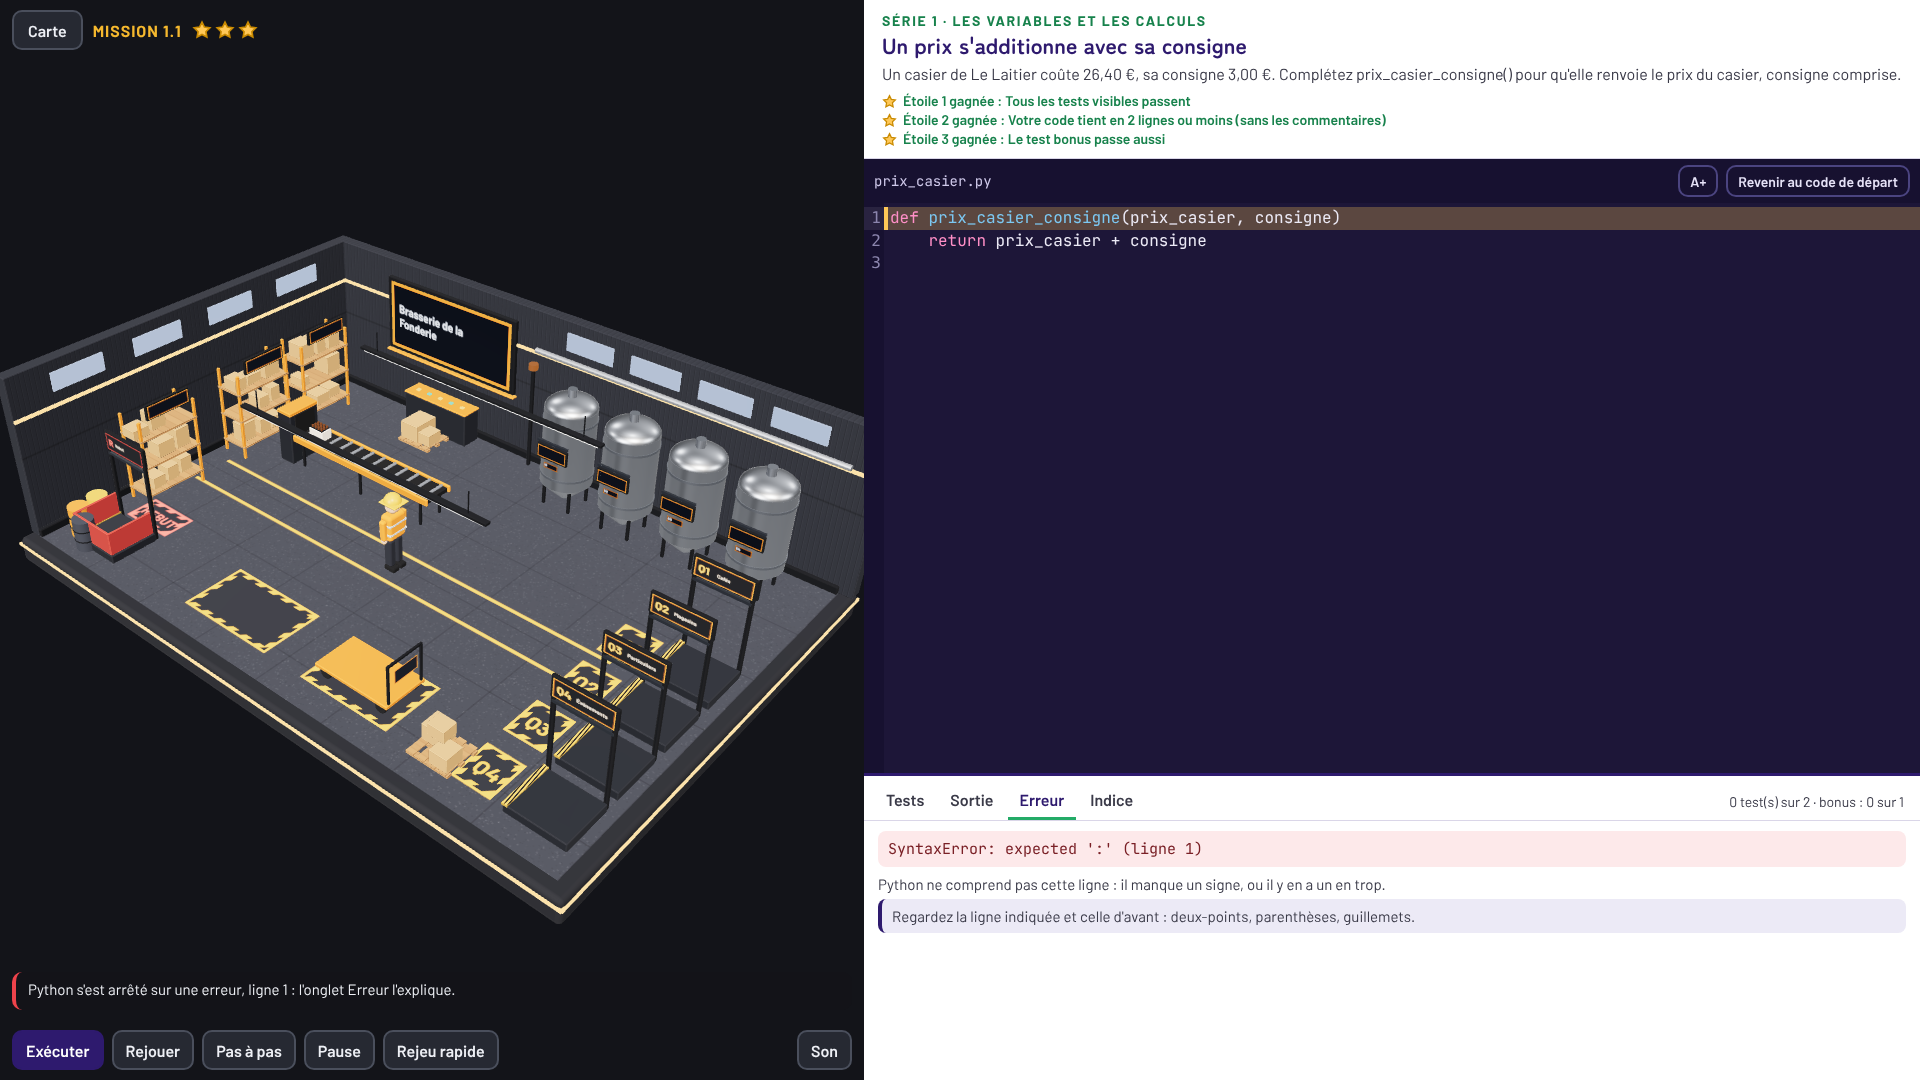 Carte
MISSION 1.1
Brasserie de la
Fonderie
01
02 Magasins
03 Particuliers
04
02
03
04
Python s'est arrêté sur une erreur, ligne 1 : l'onglet Erreur l'explique.
Exécuter
Rejouer
Pas à pas
Pause
Rejeu rapide
Son
SÉRIE 1 · LES VARIABLES ET LES CALCULS
Un prix s'additionne avec sa consigne
Un casier de Le Laitier coûte 26,40 €, sa consigne 3,00 €. Complétez prix_casier_consigne() pour qu'elle renvoie le prix du casier, consigne comprise.
Étoile 1 gagnée : Tous les tests visibles passent
Étoile 2 gagnée : Votre code tient en 2 lignes ou moins (sans les commentaires)
Étoile 3 gagnée : Le test bonus passe aussi
prix_casier.py
A+
Revenir au code de départ
1 def prix_casier_consigne(prix_casier, consigne)
2     return prix_casier + consigne
3
Tests
Sortie
Erreur
Indice
0 test(s) sur 2 · bonus : 0 sur 1
SyntaxError: expected ':' (ligne 1)
Python ne comprend pas cette ligne : il manque un signe, ou il y en a un en trop.
Regardez la ligne indiquée et celle d'avant : deux-points, parenthèses, guillemets.